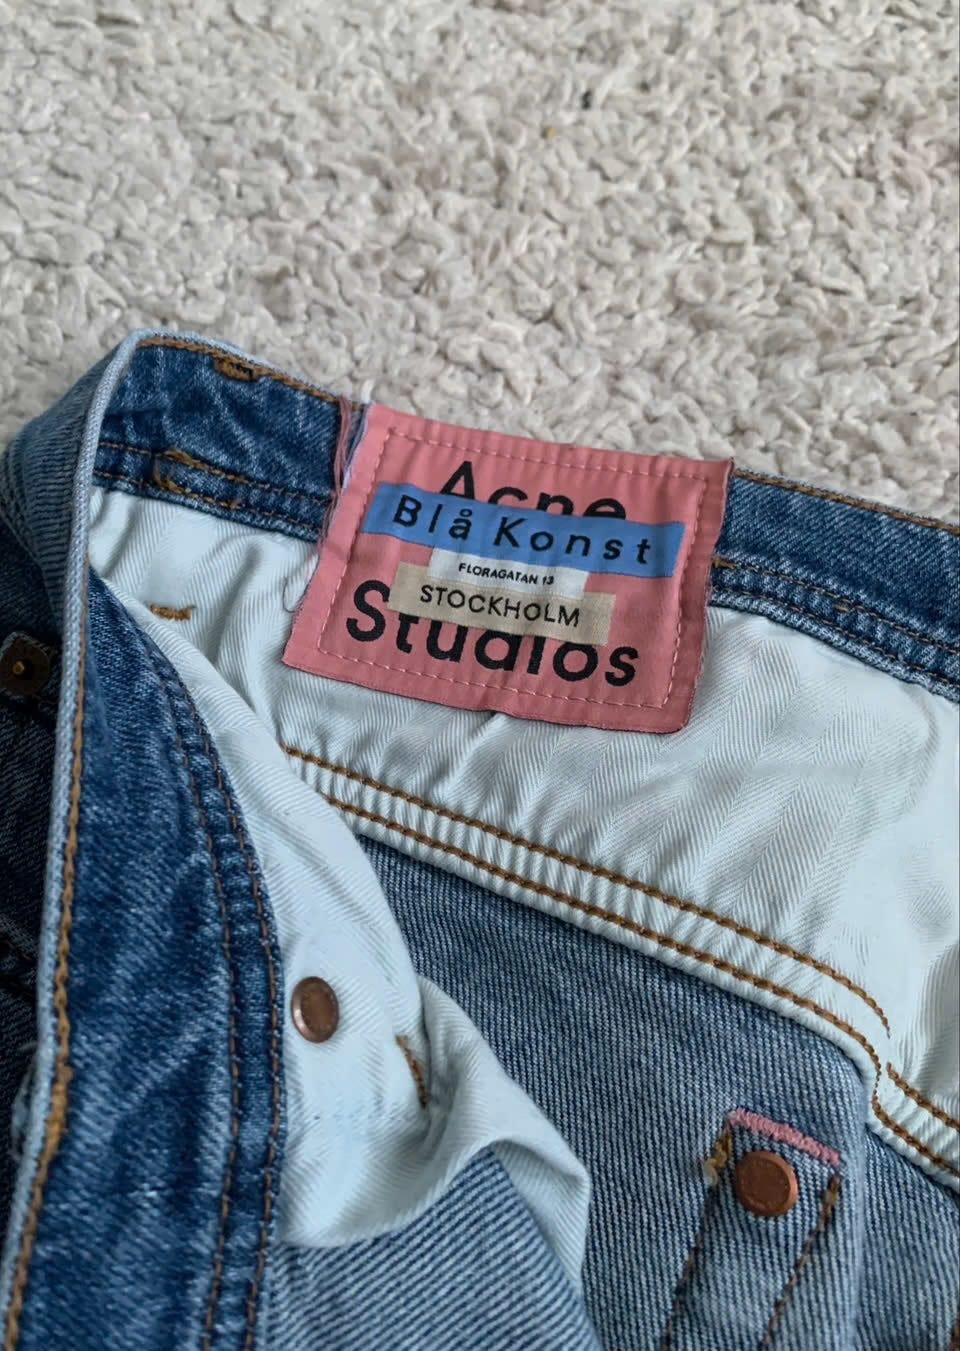 Acne
Blå Konst
FLORAGATAN 13
STOCKHOLM
Studios